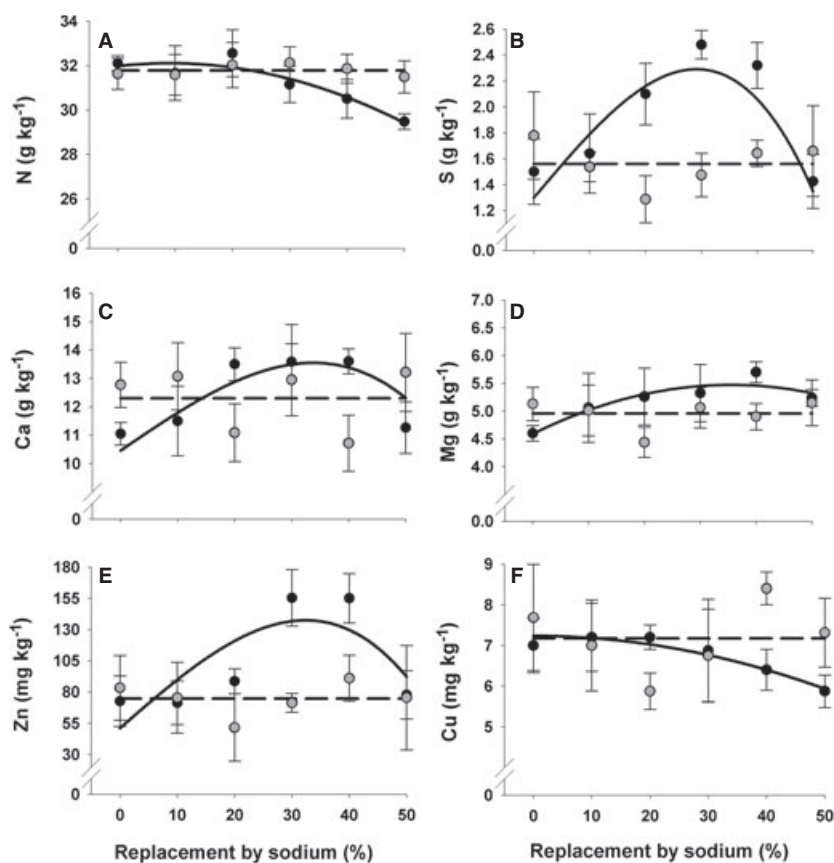 A
N (g kg⁻¹)
34
32
30
28
26
0
B
S (g kg⁻¹)
2.6
2.4
2.2
2.0
1.8
1.6
1.4
1.2
0.0
C
Ca (g kg⁻¹)
16
15
14
13
12
11
10
0
D
Mg (g kg⁻¹)
7.0
6.5
6.0
5.5
5.0
4.5
4.0
0.0
E
Zn (mg kg⁻¹)
180
155
130
105
80
55
30
0
0 10 20 30 40 50
Replacement by sodium (%)
F
Cu (mg kg⁻¹)
9
8
7
6
5
0
0 10 20 30 40 50
Replacement by sodium (%)